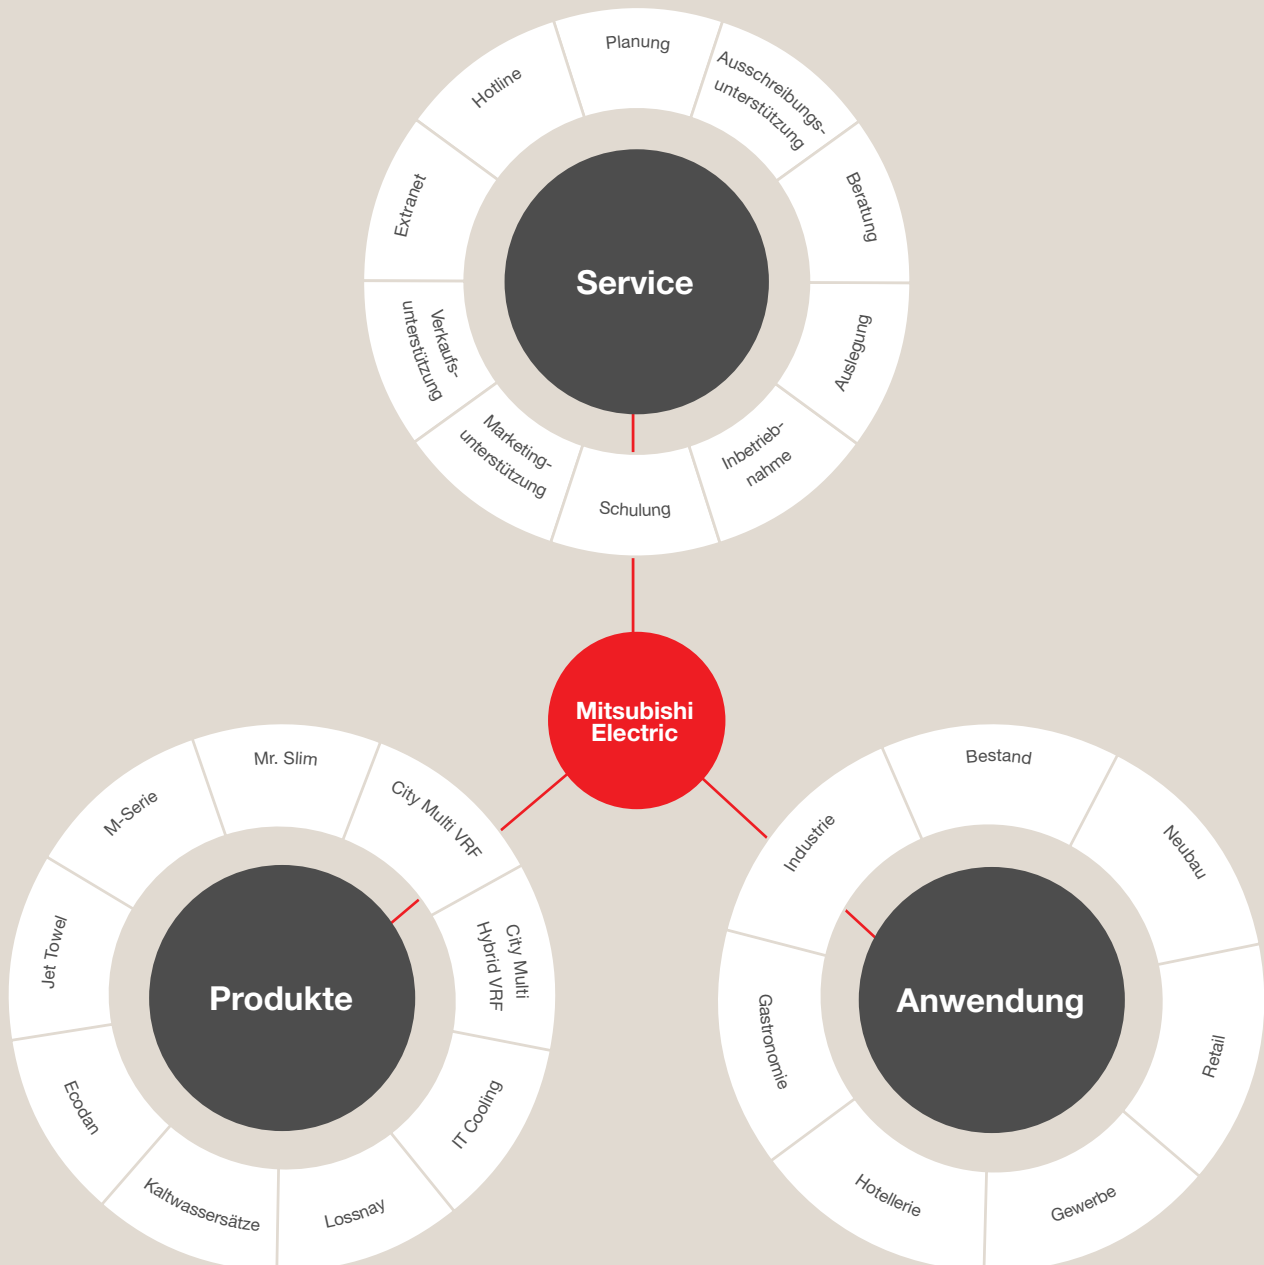 Planung
Ausschreibungs-
unterstützung
Beratung
Auslegung
Inbetrieb-
nahme
Schulung
Marketing-
unterstützung
Verkaufs-
unterstützung
Extranet
Hotline
Service
Mitsubishi
Electric
Mr. Slim
City Multi VRF
City Multi
Hybrid VRF
IT Cooling
Lossnay
Kaltwassersätze
Ecodan
Jet Towel
M-Serie
Produkte
Bestand
Neubau
Retail
Gewerbe
Hotellerie
Gastronomie
Industrie
Anwendung